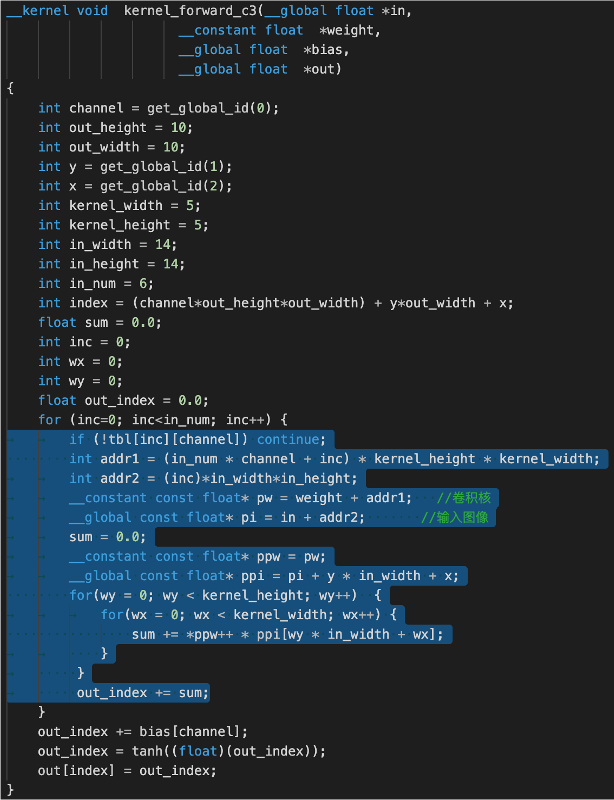 __kernel void  kernel_forward_c3(__global float *in,
                      __constant float  *weight,
                      __global float  *bias,
                      __global float  *out)
{
    int channel = get_global_id(0);
    int out_height = 10;
    int out_width = 10;
    int y = get_global_id(1);
    int x = get_global_id(2);
    int kernel_width = 5;
    int kernel_height = 5;
    int in_width = 14;
    int in_height = 14;
    int in_num = 6;
    int index = (channel*out_height*out_width) + y*out_width + x;
    float sum = 0.0;
    int inc = 0;
    int wx = 0;
    int wy = 0;
    float out_index = 0.0;
    for (inc=0; inc<in_num; inc++) {
        if (!tbl[inc][channel]) continue;
        int addr1 = (in_num * channel + inc) * kernel_height * kernel_width;
        int addr2 = (inc)*in_width*in_height;
        __constant const float* pw = weight + addr1;   //卷积核
        __global const float* pi = in + addr2;       //输入图像
        sum = 0.0;
        __constant const float* ppw = pw;
        __global const float* ppi = pi + y * in_width + x;
        for(wy = 0; wy < kernel_height; wy++)  {
            for(wx = 0; wx < kernel_width; wx++) {
                sum += *ppw++ * ppi[wy * in_width + wx];
            }
         }
         out_index += sum;
    }
    out_index += bias[channel];
    out_index = tanh((float)(out_index));
    out[index] = out_index;
}